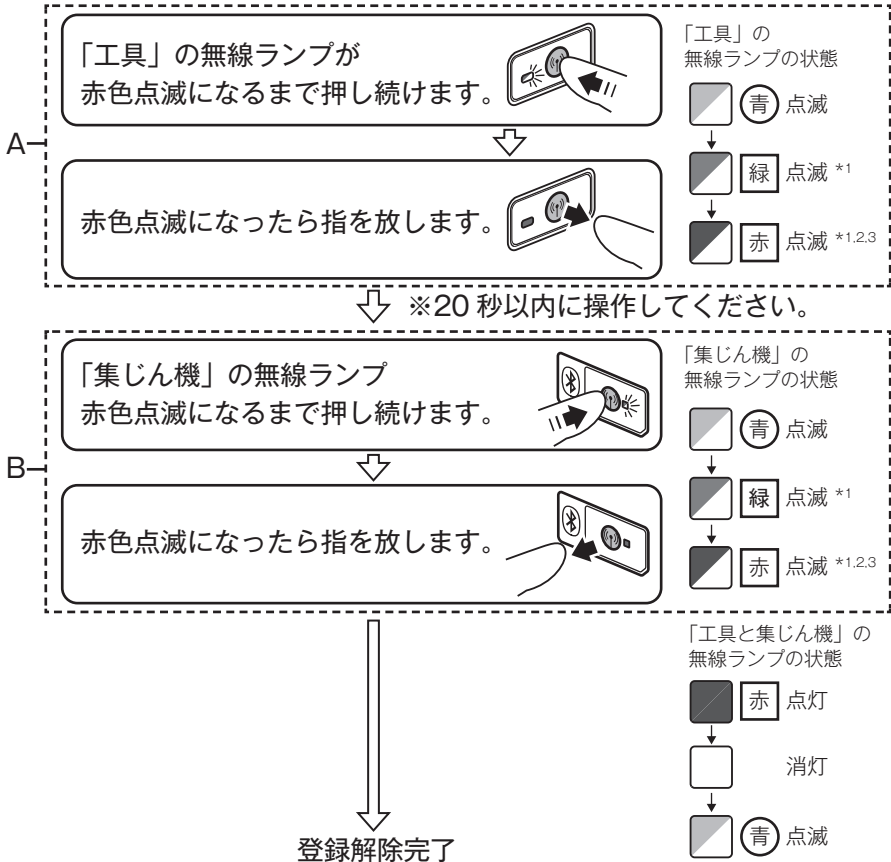 A
「工具」の無線ランプが
赤色点滅になるまで押し続けます。
赤色点滅になったら指を放します。
「工具」の
無線ランプの状態
青 点滅
緑 点滅 *1
赤 点滅 *1,2,3
※20 秒以内に操作してください。
B
「集じん機」の無線ランプ
赤色点滅になるまで押し続けます。
赤色点滅になったら指を放します。
「集じん機」の
無線ランプの状態
青 点滅
緑 点滅 *1
赤 点滅 *1,2,3
「工具と集じん機」の
無線ランプの状態
赤 点灯
消灯
青 点滅
登録解除完了